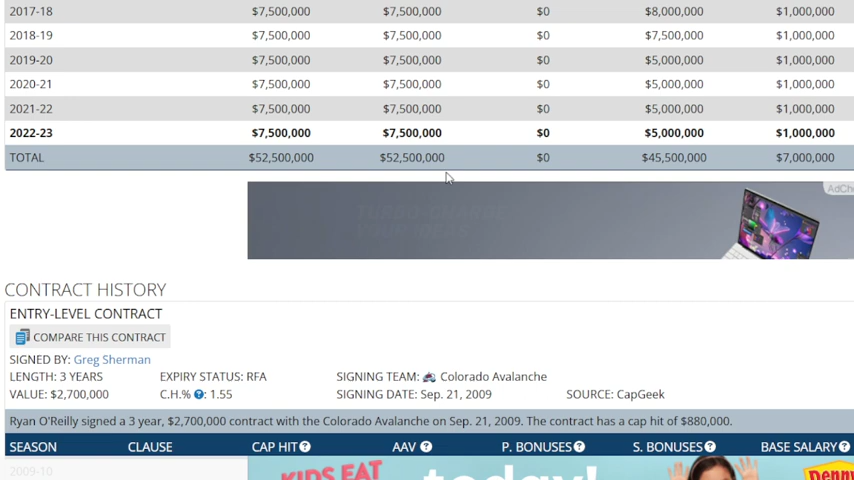 2017-18 $7,500,000 $7,500,000 $0 $8,000,000 $1,000,000
2018-19 $7,500,000 $7,500,000 $0 $7,500,000 $1,000,000
2019-20 $7,500,000 $7,500,000 $0 $5,000,000 $1,000,000
2020-21 $7,500,000 $7,500,000 $0 $5,000,000 $1,000,000
2021-22 $7,500,000 $7,500,000 $0 $5,000,000 $1,000,000
2022-23 $7,500,000 $7,500,000 $0 $5,000,000 $1,000,000
TOTAL $52,500,000 $52,500,000 $0 $45,500,000 $7,000,000
AdCh
TURBO-CHARGE
CONTRACT HISTORY
ENTRY-LEVEL CONTRACT
COMPARE THIS CONTRACT
SIGNED BY: Greg Sherman
LENGTH: 3 YEARS EXPIRY STATUS: RFA SIGNING TEAM: Colorado Avalanche
VALUE: $2,700,000 C.H.% ?: 1.55 SIGNING DATE: Sep. 21, 2009 SOURCE: CapGeek
Ryan O'Reilly signed a 3 year, $2,700,000 contract with the Colorado Avalanche on Sep. 21, 2009. The contract has a cap hit of $880,000.
SEASON CLAUSE CAP HIT ? AAV ? P. BONUSES ? S. BONUSES ? BASE SALARY ?
2009-10
KIDS EAT today! Denny